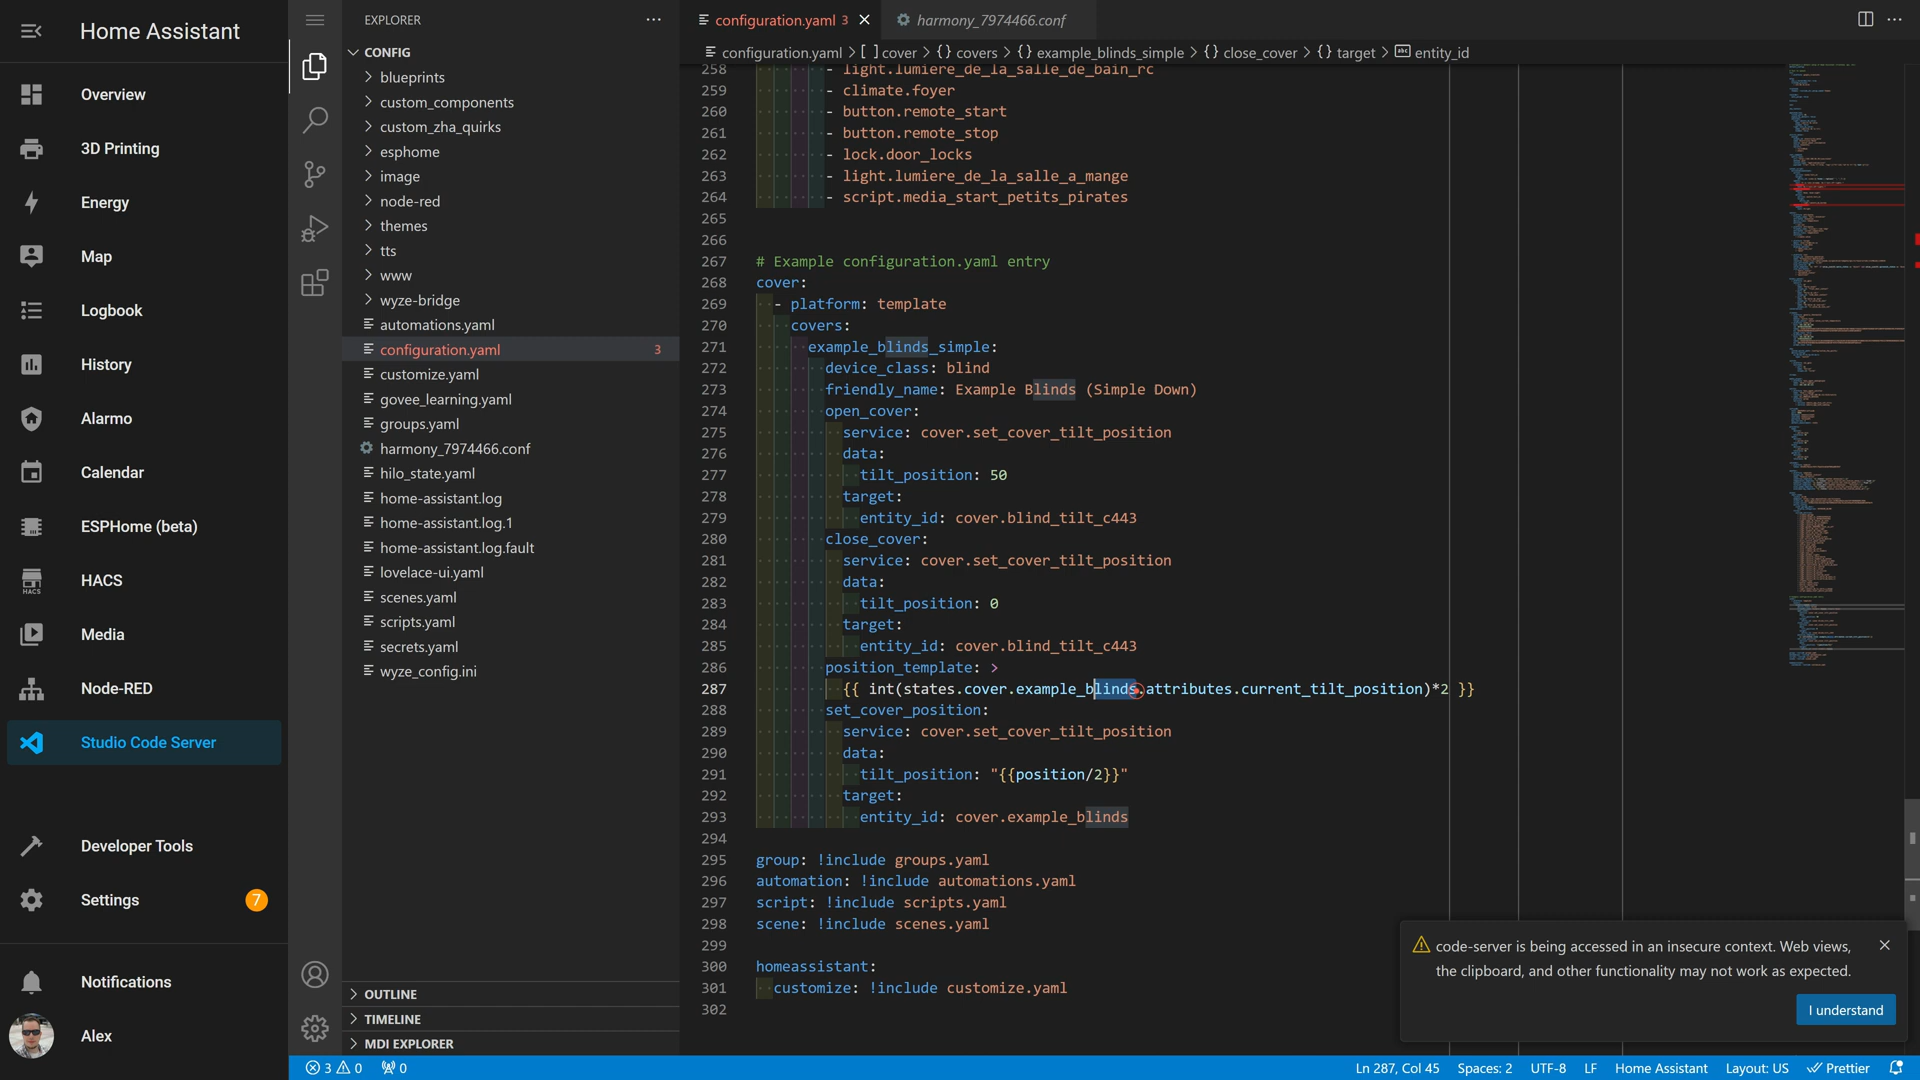 Home Assistant
Overview
3D Printing
Energy
Map
Logbook
History
Alarmo
Calendar
ESPHome (beta)
HACS
HACS
Media
Node-RED
Studio Code Server
Developer Tools
Settings
7
Notifications
Alex
EXPLORER
CONFIG
blueprints
custom_components
custom_zha_quirks
esphome
image
node-red
themes
tts
www
wyze-bridge
automations.yaml
configuration.yaml 3
customize.yaml
govee_learning.yaml
groups.yaml
harmony_7974466.conf
hilo_state.yaml
home-assistant.log
home-assistant.log.1
home-assistant.log.fault
lovelace-ui.yaml
scenes.yaml
scripts.yaml
secrets.yaml
wyze_config.ini
OUTLINE
TIMELINE
MDI EXPLORER
configuration.yaml 3
harmony_7974466.conf
configuration.yaml > [ ] cover > {} covers > {} example_blinds_simple > {} close_cover > {} target > abc entity_id
258 - light.lumiere_de_la_salle_de_bain_rc
259 - climate.foyer
260 - button.remote_start
261 - button.remote_stop
262 - lock.door_locks
263 - light.lumiere_de_la_salle_a_mange
264 - script.media_start_petits_pirates
265
266
267 # Example configuration.yaml entry
268 cover:
269 - platform: template
270 covers:
271 example_blinds_simple:
272 device_class: blind
273 friendly_name: Example Blinds (Simple Down)
274 open_cover:
275 service: cover.set_cover_tilt_position
276 data:
277 tilt_position: 50
278 target:
279 entity_id: cover.blind_tilt_c443
280 close_cover:
281 service: cover.set_cover_tilt_position
282 data:
283 tilt_position: 0
284 target:
285 entity_id: cover.blind_tilt_c443
286 position_template: >
287 {{ int(states.cover.example_blinds.attributes.current_tilt_position)*2 }}
288 set_cover_position:
289 service: cover.set_cover_tilt_position
290 data:
291 tilt_position: "{{position/2}}"
292 target:
293 entity_id: cover.example_blinds
294
295 group: !include groups.yaml
296 automation: !include automations.yaml
297 script: !include scripts.yaml
298 scene: !include scenes.yaml
299
300 homeassistant:
301 customize: !include customize.yaml
302
code-server is being accessed in an insecure context. Web views,
the clipboard, and other functionality may not work as expected.
I understand
3 0 0
Ln 287, Col 45 Spaces: 2 UTF-8 LF Home Assistant Layout: US Prettier